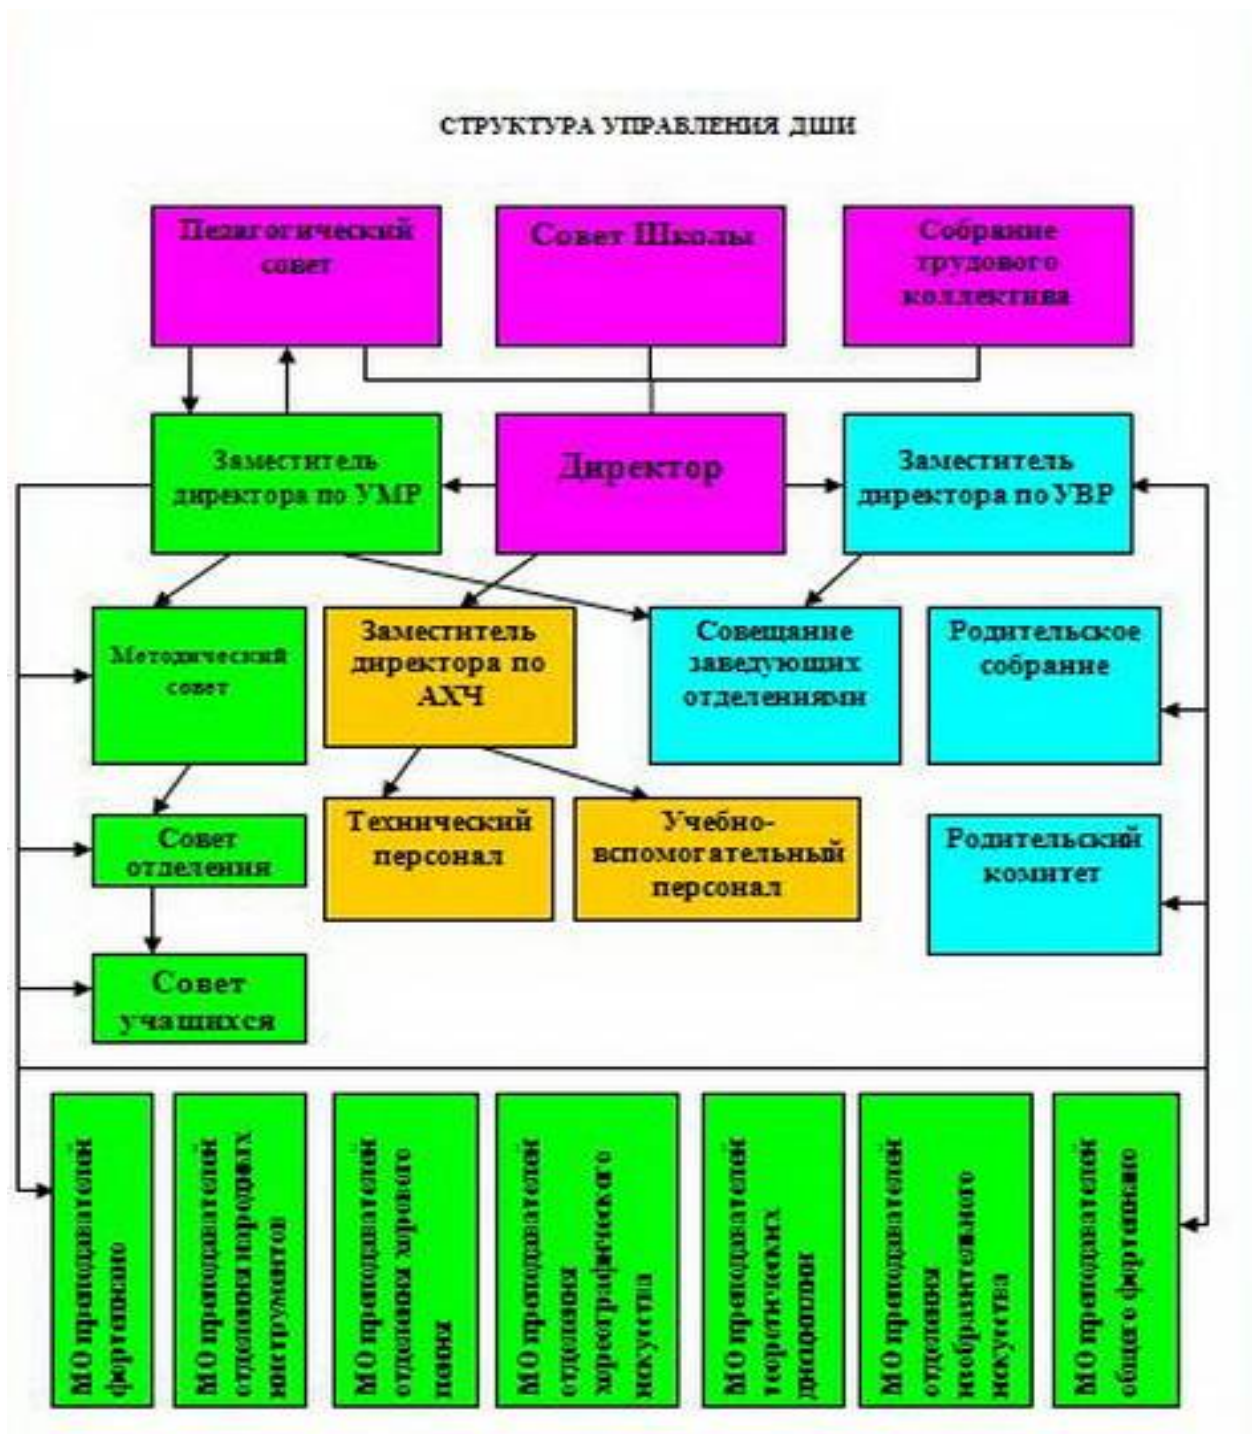 СТРУКТУРА УПРАВЛЕНИЯ ДШИ
Педагогический
совет
Совет Школы
Собрание
трудового
коллектива
Заместитель
директора по УМР
Директор
Заместитель
директора по УВР
Методический
совет
Заместитель
директора по
АХЧ
Совещание
заведующих
отделениями
Родительское
собрание
Совет
отделения
Технический
персонал
Учебно-
вспомогательный
персонал
Родительский
комитет
Совет
учащихся
МО преподавателей
фортепиано
МО преподавателей
отделения народных
инструментов
МО преподавателей
отделения хорового
пения
МО преподавателей
отделения
хореографического
искусства
МО преподавателей
теоретических
дисциплин
МО преподавателей
отделения
изобразительного
искусства
МО преподавателей
общего фортепиано